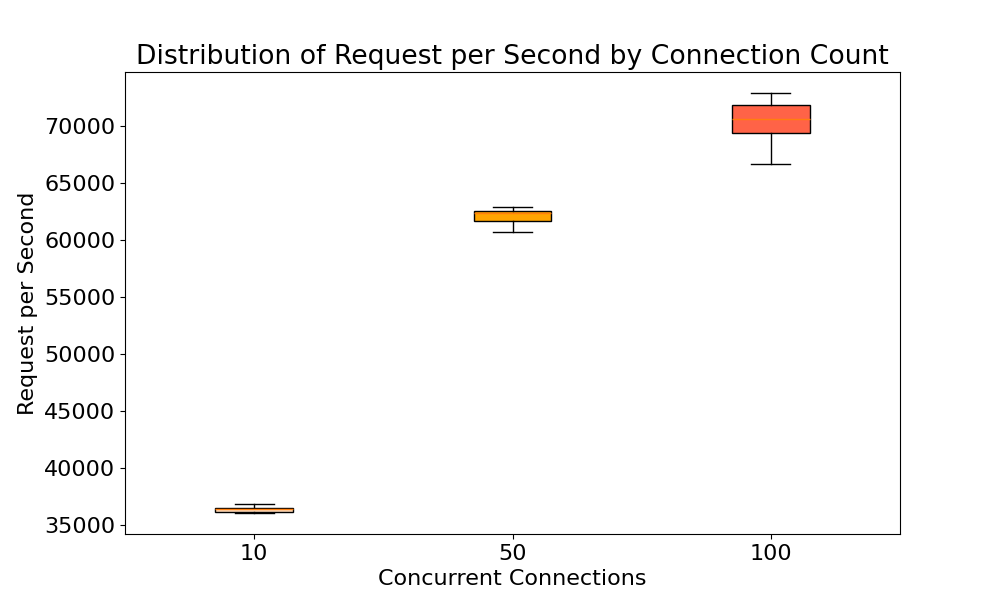 Distribution of Request per Second by Connection Count
Request per Second
70000
65000
60000
55000
50000
45000
40000
35000
10 50 100
Concurrent Connections